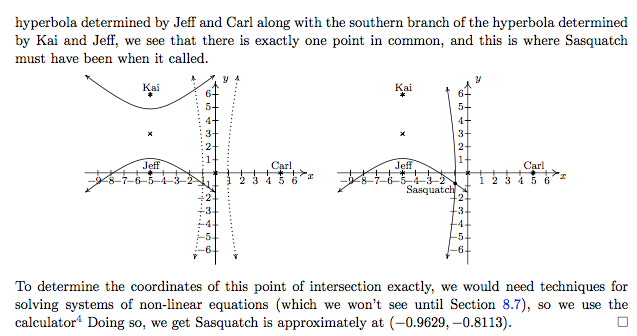 hyperbola determined by Jeff and Carl along with the southern branch of the hyperbola determined
by Kai and Jeff, we see that there is exactly one point in common, and this is where Sasquatch
must have been when it called.
y
Kai
6
5
4
3
2
1
Jeff
Carl
−9−8−7−6−5−4−3−2 1 2 3 4 5 6 x
−1
−2
−3
−4
−5
−6
y
Kai
6
5
4
3
2
1
Jeff
Carl
−9−8−7−6−5−4−3−2 1 2 3 4 5 6 x
Sasquatch
−2
−3
−4
−5
−6
To determine the coordinates of this point of intersection exactly, we would need techniques for
solving systems of non-linear equations (which we won't see until Section 8.7), so we use the
calculator⁴ Doing so, we get Sasquatch is approximately at (−0.9629, −0.8113). □